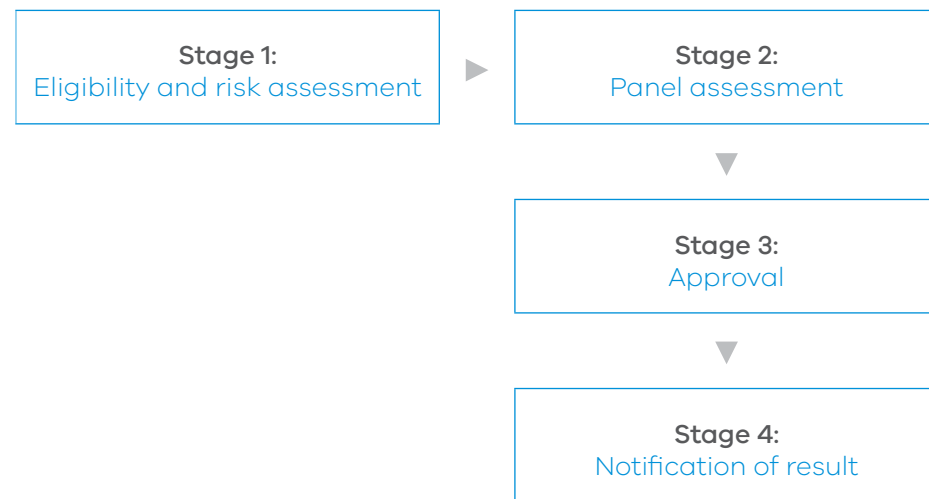 Stage 1:
Eligibility and risk assessment
Stage 2:
Panel assessment
Stage 3:
Approval
Stage 4:
Notification of result